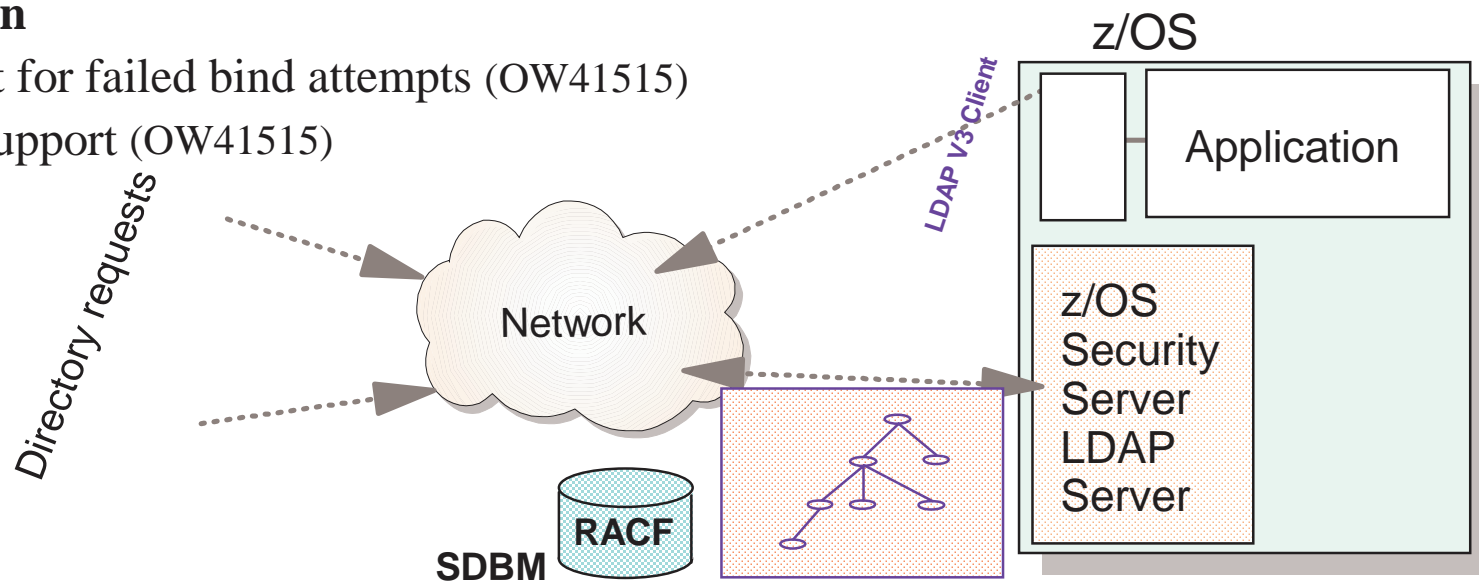 n
t for failed bind attempts (OW41515)
upport (OW41515)
z/OS
LDAP V3 Client
Application
Directory requests
Network
z/OS
Security
Server
LDAP
Server
RACF
SDBM